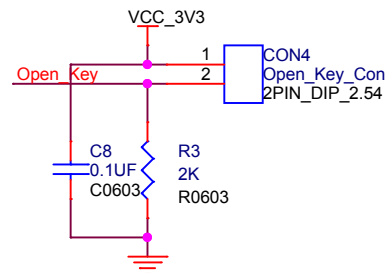 VCC_3V3
1
CON4
Open_Key
2
Open_Key_Con
2PIN_DIP_2.54
C8
0.1UF
C0603
R3
2K
R0603